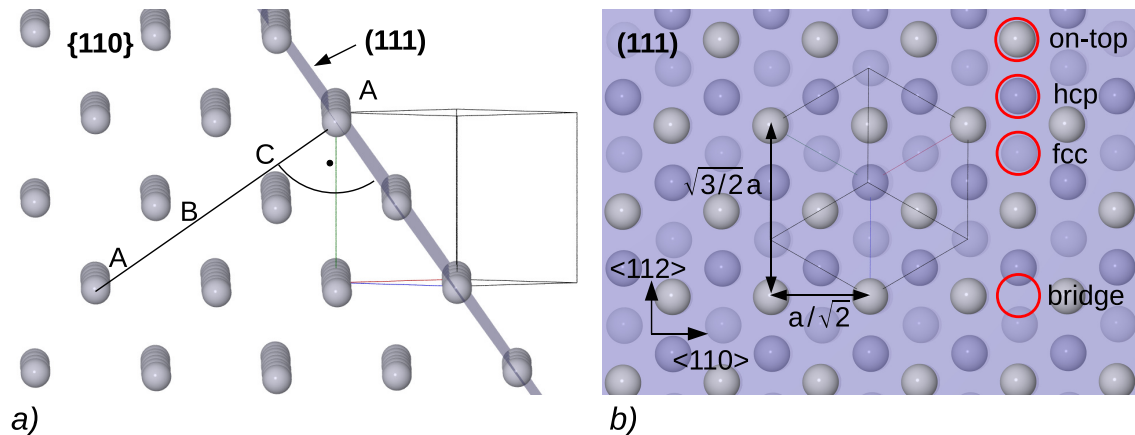 {110}
(111)
A
C
B
A
a)
(111)
on-top
hcp
fcc
√3/2 a
<112>
bridge
a/√2
<110>
b)